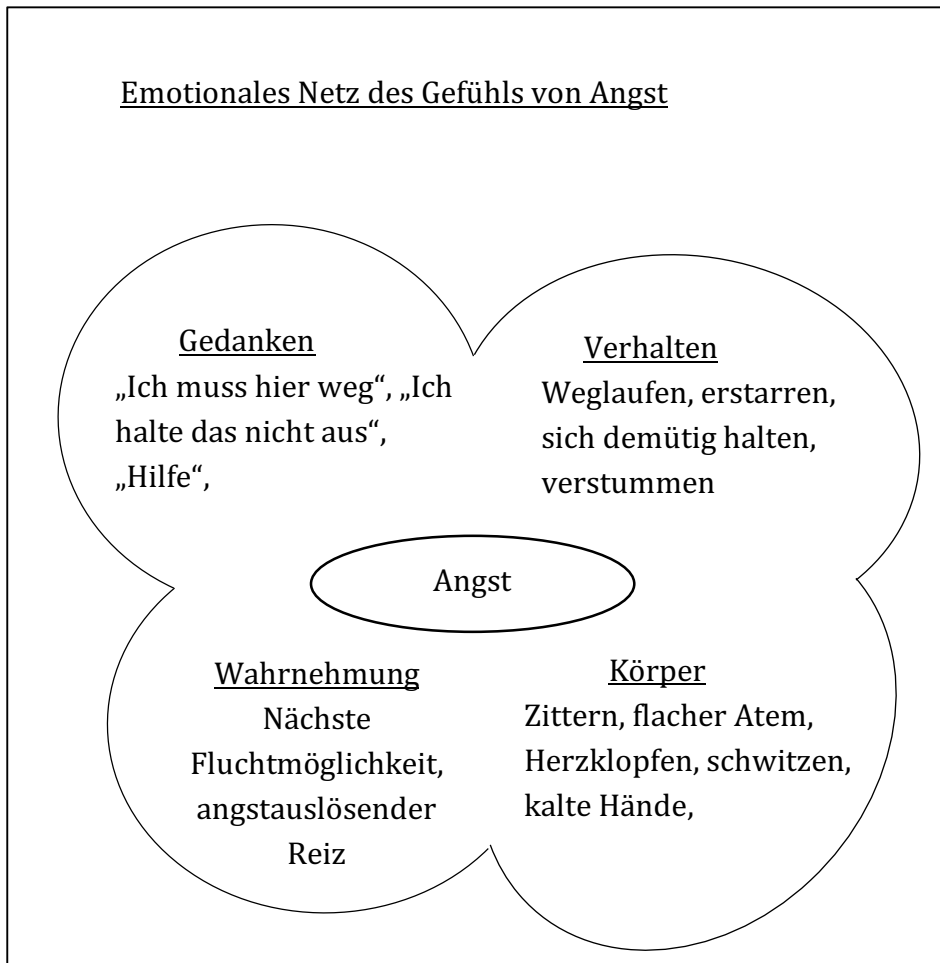 Emotionales Netz des Gefühls von Angst
Gedanken
„Ich muss hier weg“, „Ich
halte das nicht aus“,
„Hilfe“,
Verhalten
Weglaufen, erstarren,
sich demütig halten,
verstummen
Angst
Wahrnehmung
Nächste
Fluchtmöglichkeit,
angstauslösender
Reiz
Körper
Zittern, flacher Atem,
Herzklopfen, schwitzen,
kalte Hände,